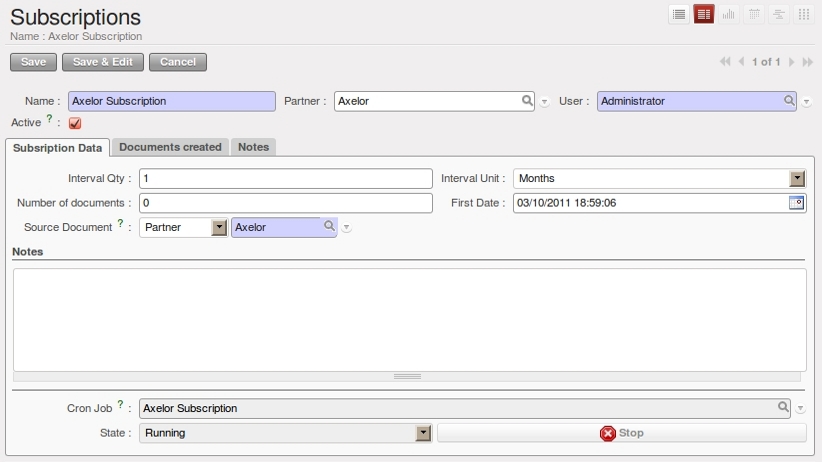 Subscriptions
Name : Axelor Subscription
Save Save & Edit Cancel 1 of 1
Name : Axelor Subscription Partner : Axelor User : Administrator
Active ? :
Subsription Data Documents created Notes
Interval Qty : 1 Interval Unit : Months
Number of documents : 0 First Date : 03/10/2011 18:59:06
Source Document ? : Partner Axelor
Notes
Cron Job ? : Axelor Subscription
State : Running Stop